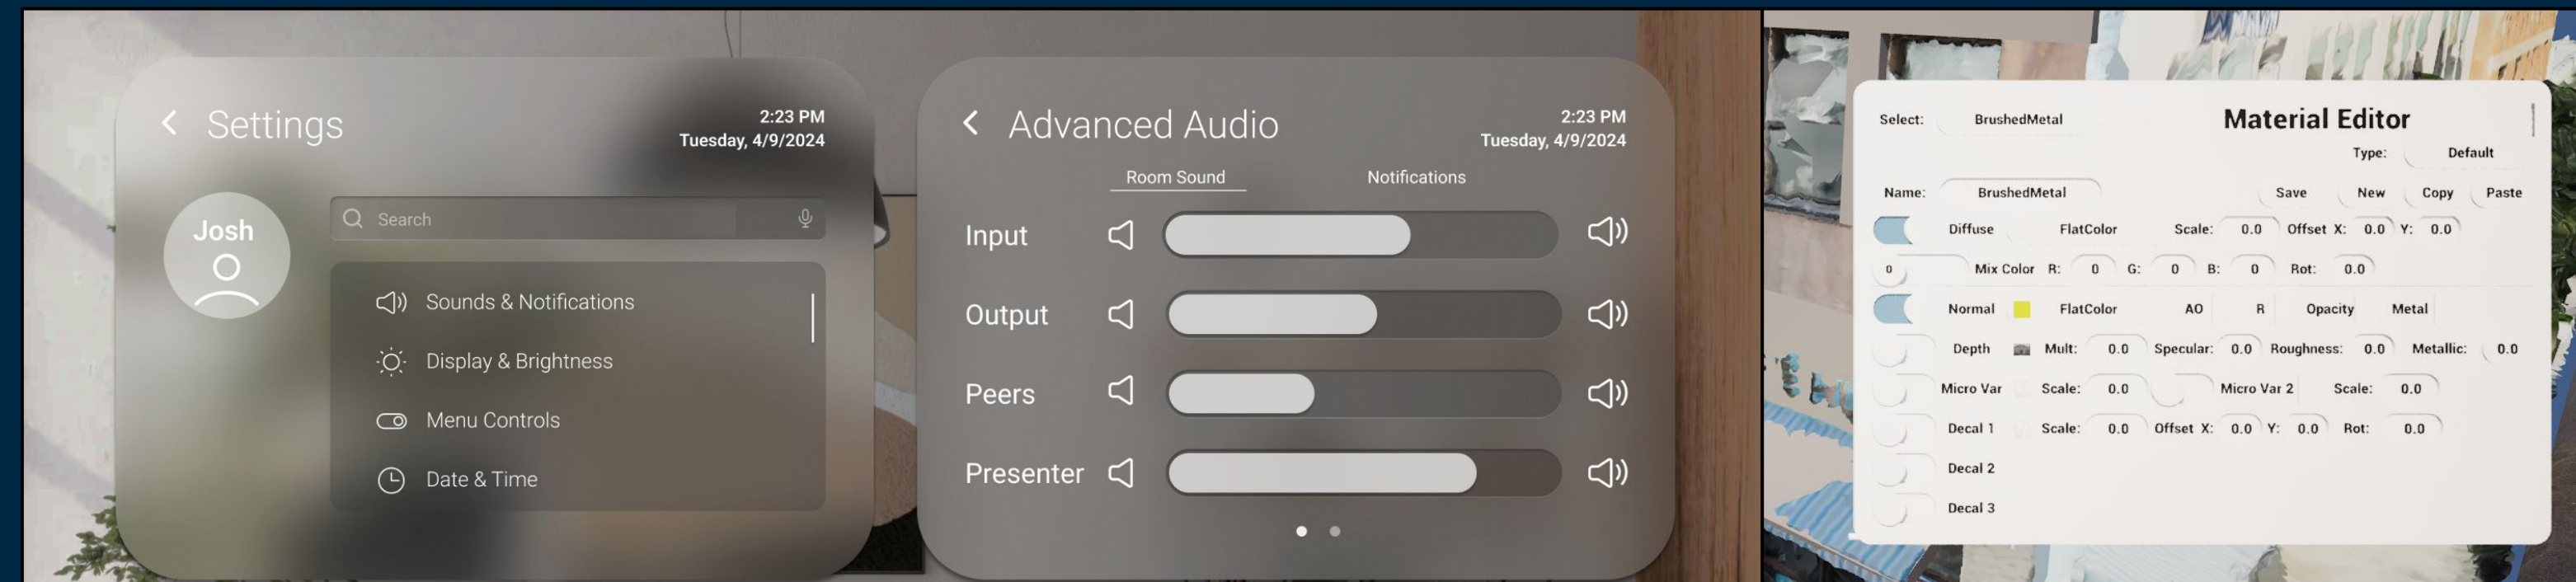 Settings
2:23 PM
Tuesday, 4/9/2024
Josh
Search
Sounds & Notifications
Display & Brightness
Menu Controls
Date & Time
Advanced Audio
2:23 PM
Tuesday, 4/9/2024
Room Sound Notifications
Input
Output
Peers
Presenter
Select: BrushedMetal Material Editor
Type: Default
Name: BrushedMetal Save New Copy Paste
Diffuse FlatColor Scale: 0.0 Offset X: 0.0 Y: 0.0
0 Mix Color R: 0 G: 0 B: 0 Rot: 0.0
Normal FlatColor AO R Opacity Metal
Depth Mult: 0.0 Specular: 0.0 Roughness: 0.0 Metallic: 0.0
Micro Var Scale: 0.0 Micro Var 2 Scale: 0.0
Decal 1 Scale: 0.0 Offset X: 0.0 Y: 0.0 Rot: 0.0
Decal 2
Decal 3